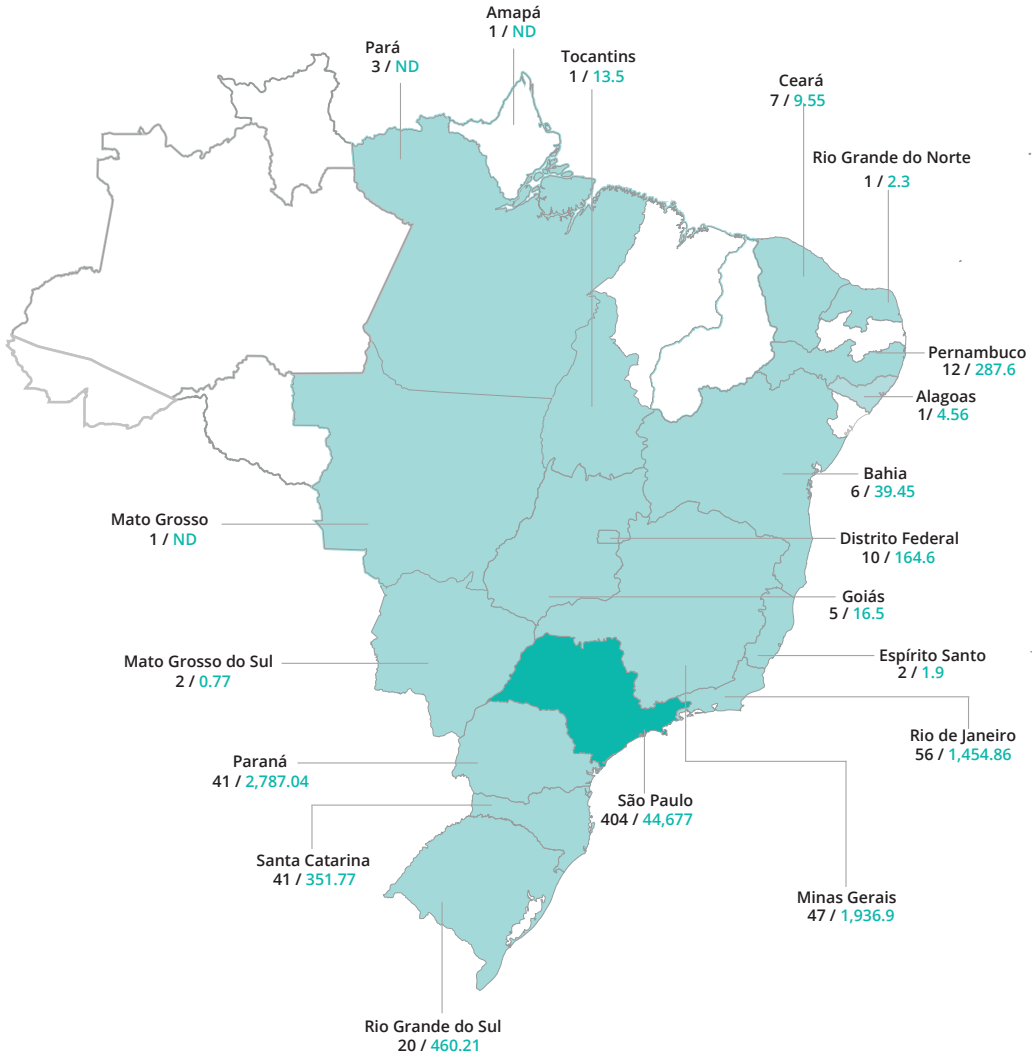 Amapá
1 / ND
Pará
3 / ND
Tocantins
1 / 13.5
Ceará
7 / 9.55
Rio Grande do Norte
1 / 2.3
Pernambuco
12 / 287.6
Alagoas
1/ 4.56
Bahia
6 / 39.45
Mato Grosso
1 / ND
Distrito Federal
10 / 164.6
Goiás
5 / 16.5
Mato Grosso do Sul
2 / 0.77
Espírito Santo
2 / 1.9
Rio de Janeiro
56 / 1,454.86
Paraná
41 / 2,787.04
São Paulo
404 / 44,677
Santa Catarina
41 / 351.77
Minas Gerais
47 / 1,936.9
Rio Grande do Sul
20 / 460.21